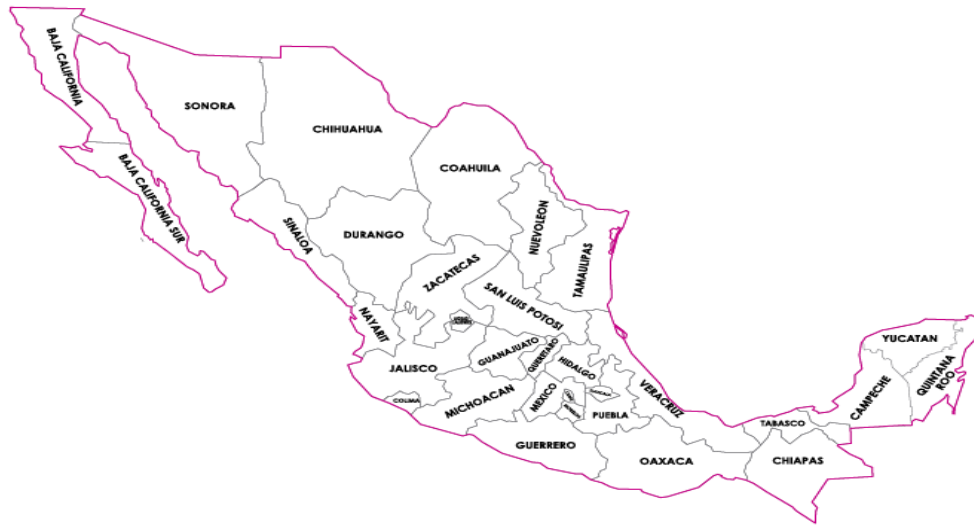 BAJA CALIFORNIA
SONORA
CHIHUAHUA
COAHUILA
BAJA CALIFORNIA SUR
SINALOA
DURANGO
NUEVOLEON
TAMAULIPAS
ZACATECAS
SAN LUIS POTOSI
NAYARIT
JALISCO
GUANAJUATO
QUERETARO
HIDALGO
COLIMA
MICHOACAN
MEXICO
PUEBLA
VERACRUZ
GUERRERO
OAXACA
TABASCO
CHIAPAS
CAMPECHE
YUCATAN
QUINTANA
ROO